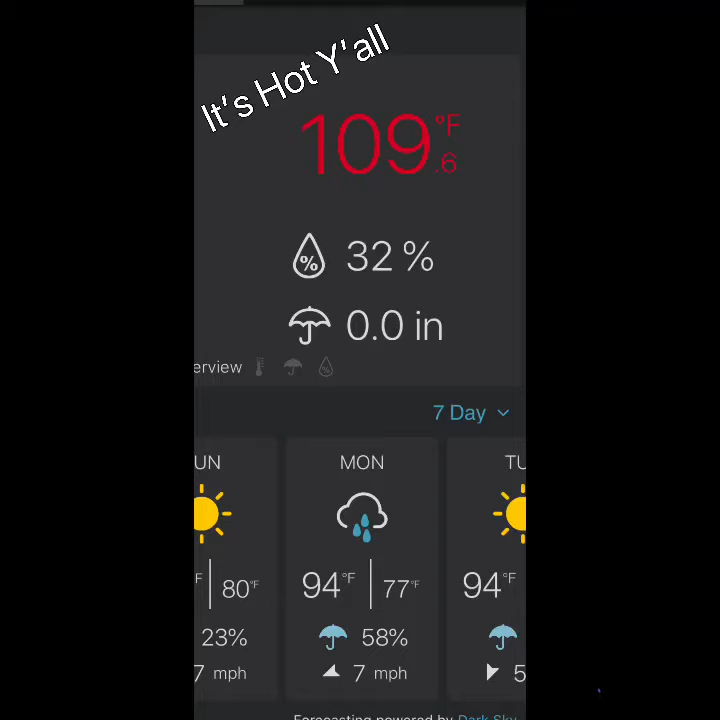 It's Hot Y'all
109 °F
.6
%
32 %
0.0 in
erview
%
7 Day
UN MON TU
F 80°F 94°F 77°F 94°F
23% 58%
7 mph 7 mph 5
Forecasting powered by Dark Sky